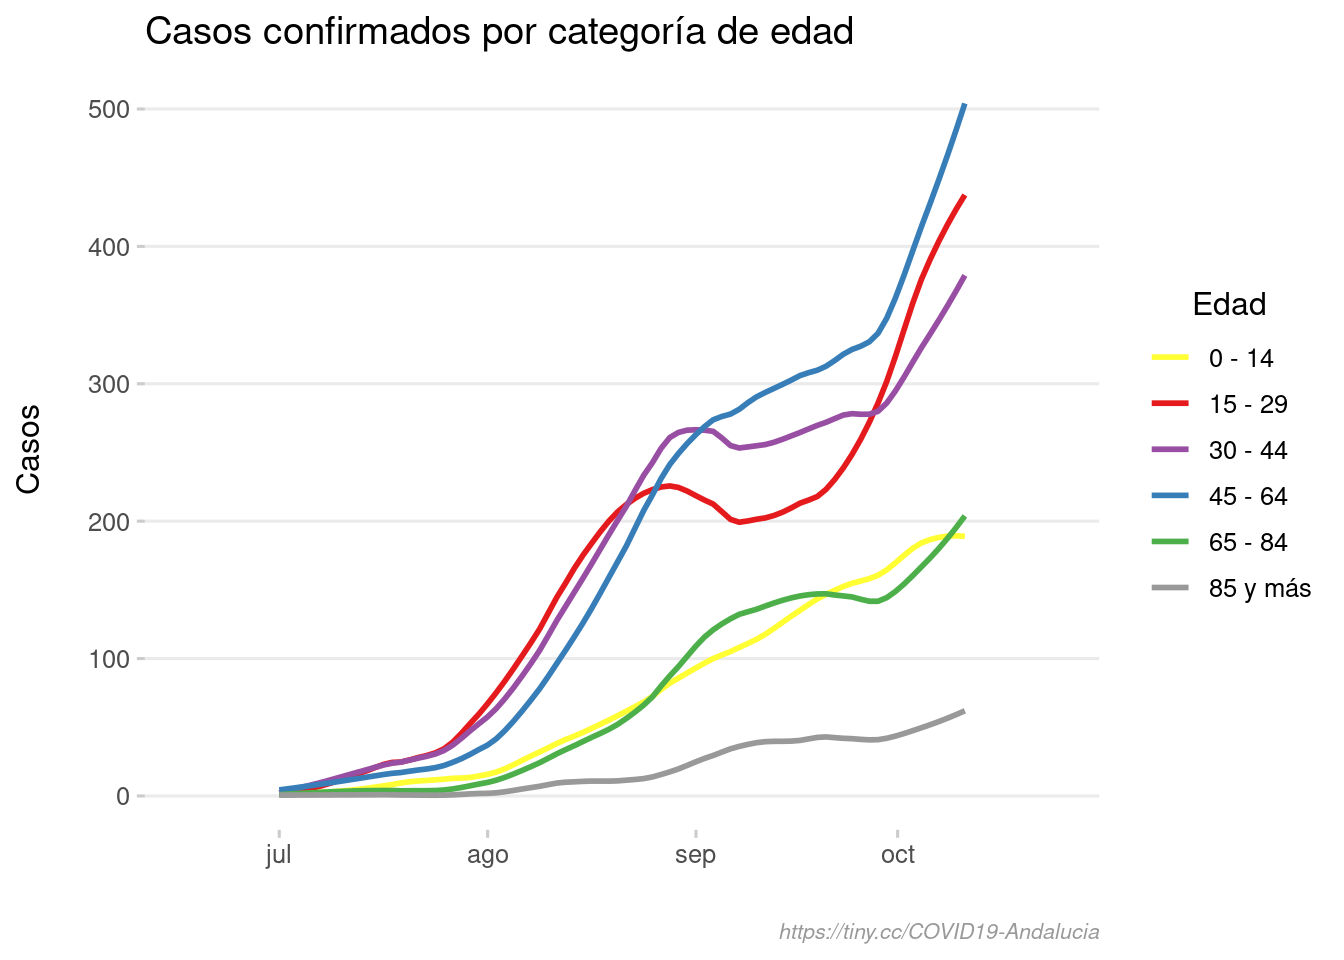 Casos confirmados por categoría de edad
Casos
500
400
300
200
100
0
jul ago sep oct
Edad
0 - 14
15 - 29
30 - 44
45 - 64
65 - 84
85 y más
https://tiny.cc/COVID19-Andalucia